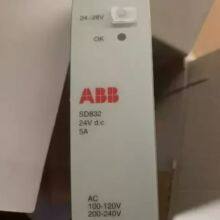 24-28V
OK
ABB
SD832
24V d.c.
5A
AC
100-120V
200-240V